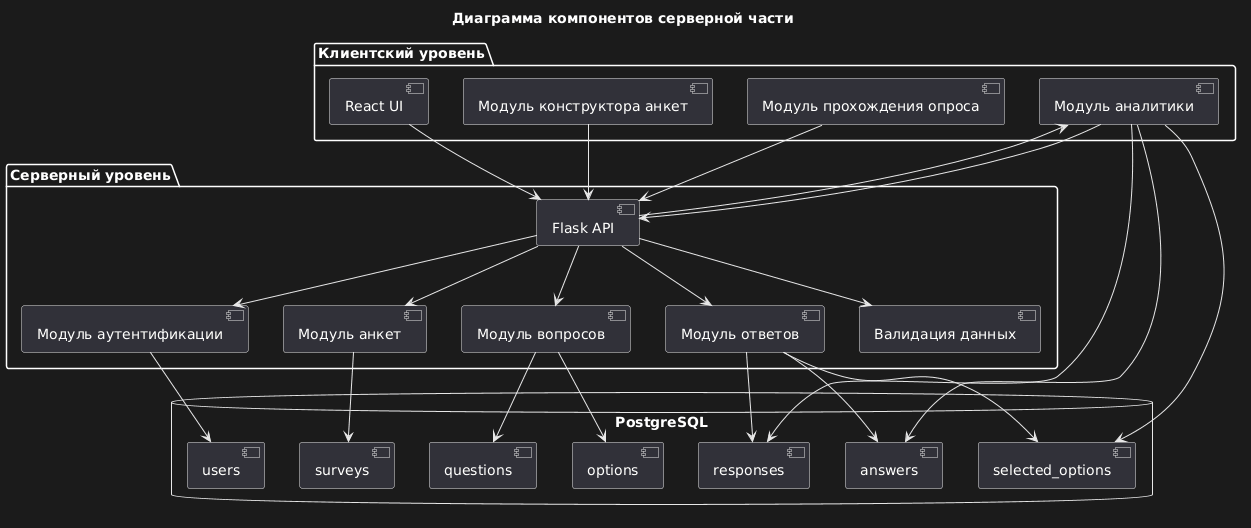 Диаграмма компонентов серверной части
Клиентский уровень
React UI
Модуль конструктора анкет
Модуль прохождения опроса
Модуль аналитики
Серверный уровень
Flask API
Модуль аутентификации
Модуль анкет
Модуль вопросов
Модуль ответов
Валидация данных
PostgreSQL
users
surveys
questions
options
responses
answers
selected_options